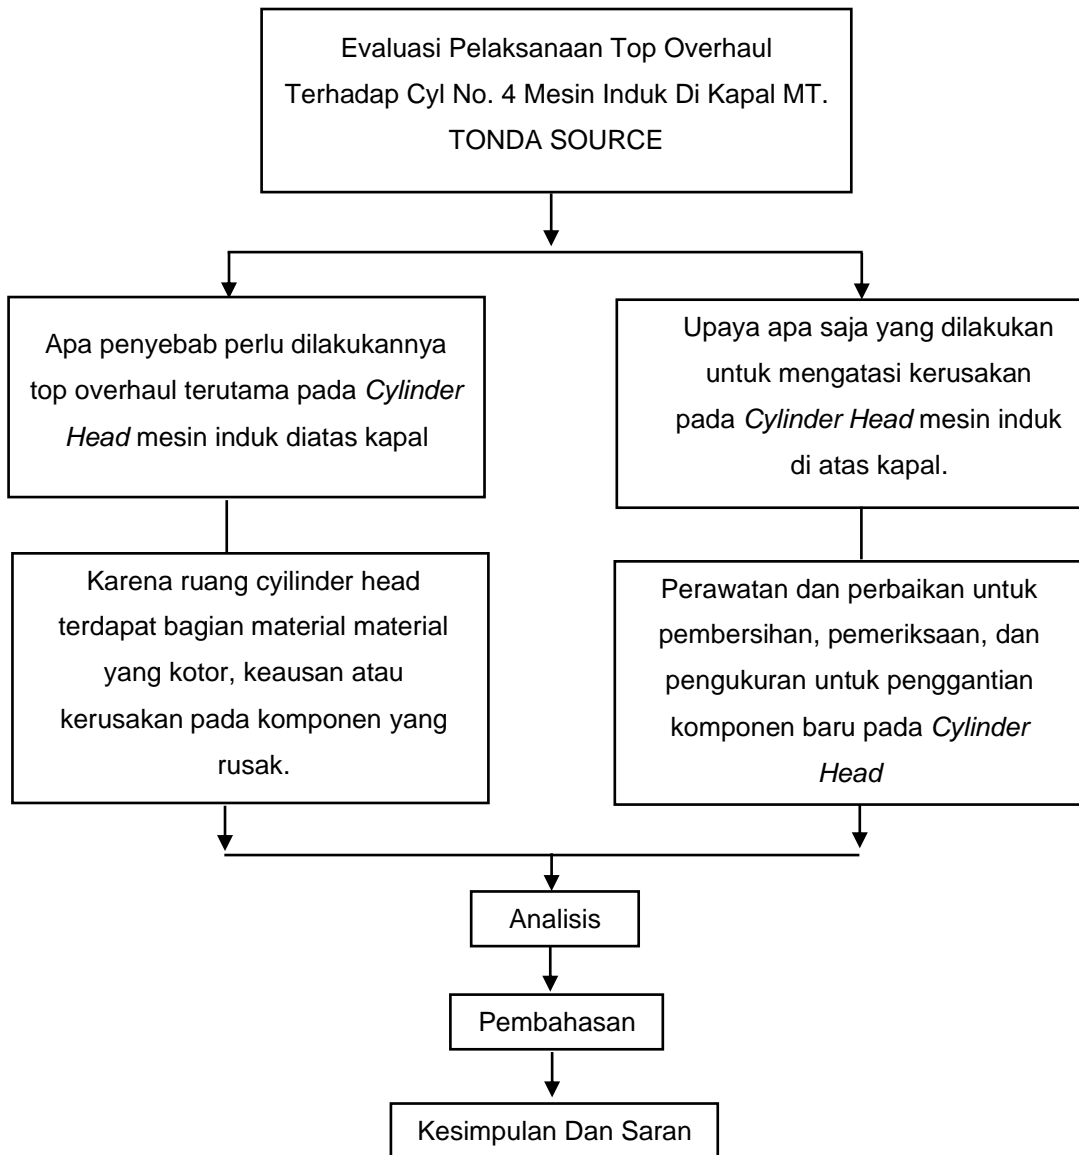 Evaluasi Pelaksanaan Top Overhaul
Terhadap Cyl No. 4 Mesin Induk Di Kapal MT.
TONDA SOURCE
Apa penyebab perlu dilakukannya
top overhaul terutama pada Cylinder
Head mesin induk diatas kapal
Upaya apa saja yang dilakukan
untuk mengatasi kerusakan
pada Cylinder Head mesin induk
di atas kapal.
Karena ruang cyilinder head
terdapat bagian material material
yang kotor, keausan atau
kerusakan pada komponen yang
rusak.
Perawatan dan perbaikan untuk
pembersihan, pemeriksaan, dan
pengukuran untuk penggantian
komponen baru pada Cylinder
Head
Analisis
Pembahasan
Kesimpulan Dan Saran